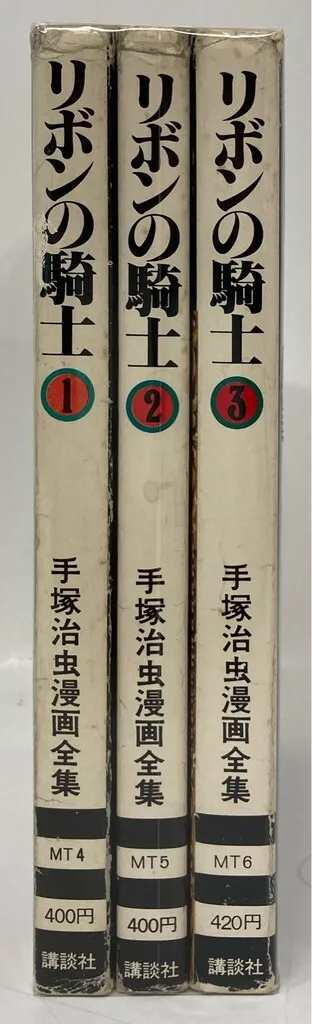 リボンの騎士
1
手塚治虫漫画全集
MT4
400円
講談社
リボンの騎士
2
手塚治虫漫画全集
MT5
400円
講談社
リボンの騎士
3
手塚治虫漫画全集
MT6
420円
講談社